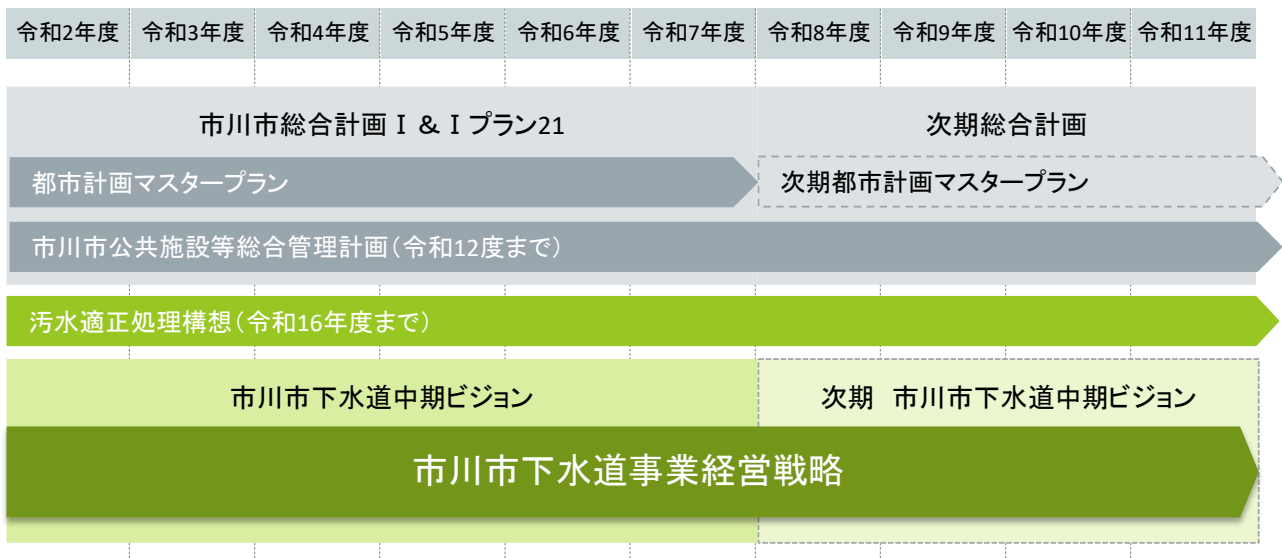 令和2年度 令和3年度 令和4年度 令和5年度 令和6年度 令和7年度 令和8年度 令和9年度 令和10年度 令和11年度
市川市総合計画Ⅰ＆Ⅰプラン21 次期総合計画
都市計画マスタープラン 次期都市計画マスタープラン
市川市公共施設等総合管理計画（令和12度まで）
汚水適正処理構想（令和16年度まで）
市川市下水道中期ビジョン 次期 市川市下水道中期ビジョン
市川市下水道事業経営戦略